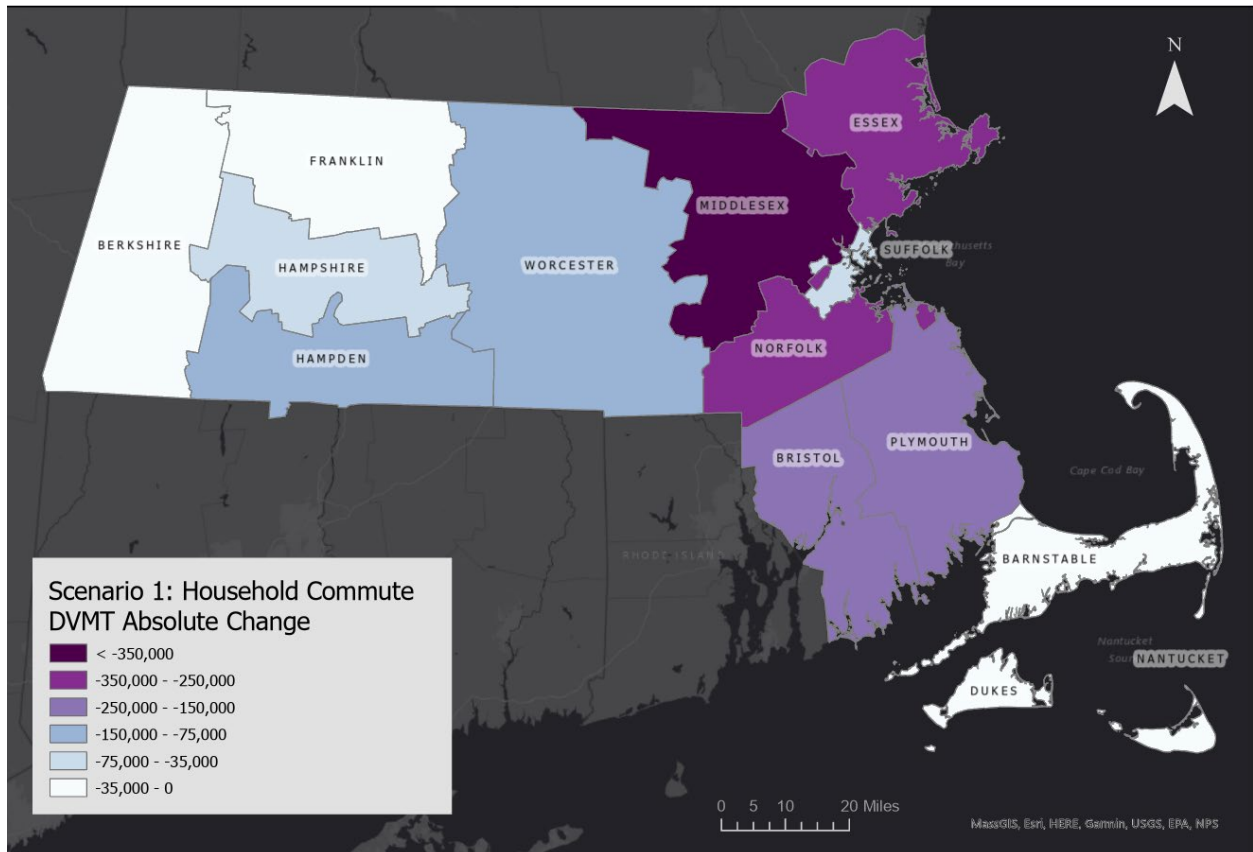 N
ESSEX
FRANKLIN
MIDDLESEX
BERKSHIRE
SUFFOLK
Bay
HAMPSHIRE
WORCESTER
NORFOLK
HAMPDEN
PLYMOUTH
BRISTOL
Cape Cod Bay
RHODE ISLAND
BARNSTABLE
Nantucket
NANTUCKET
DUKES
Scenario 1: Household Commute
DVMT Absolute Change
< -350,000
-350,000 - -250,000
-250,000 - -150,000
-150,000 - -75,000
-75,000 - -35,000
-35,000 - 0
0 5 10 20 Miles
MassGIS, Esri, HERE, Garmin, USGS, EPA, NPS